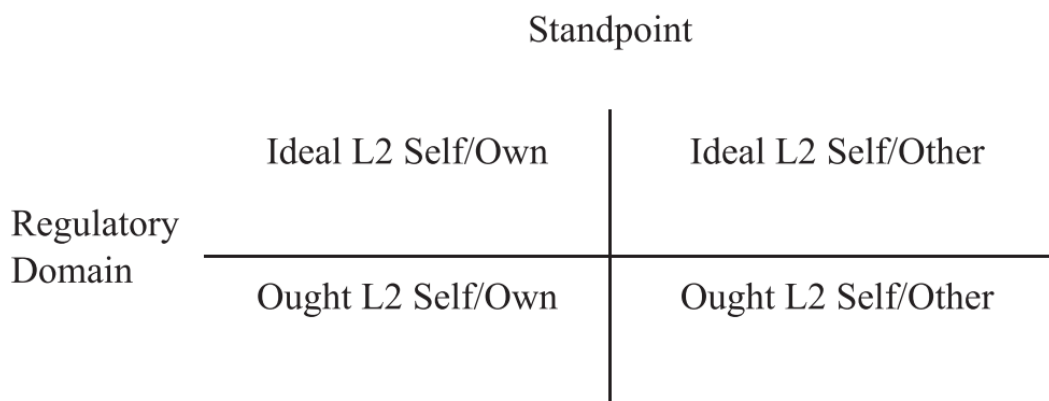 Standpoint
Ideal L2 Self/Own
Ideal L2 Self/Other
Regulatory
Domain
Ought L2 Self/Own
Ought L2 Self/Other